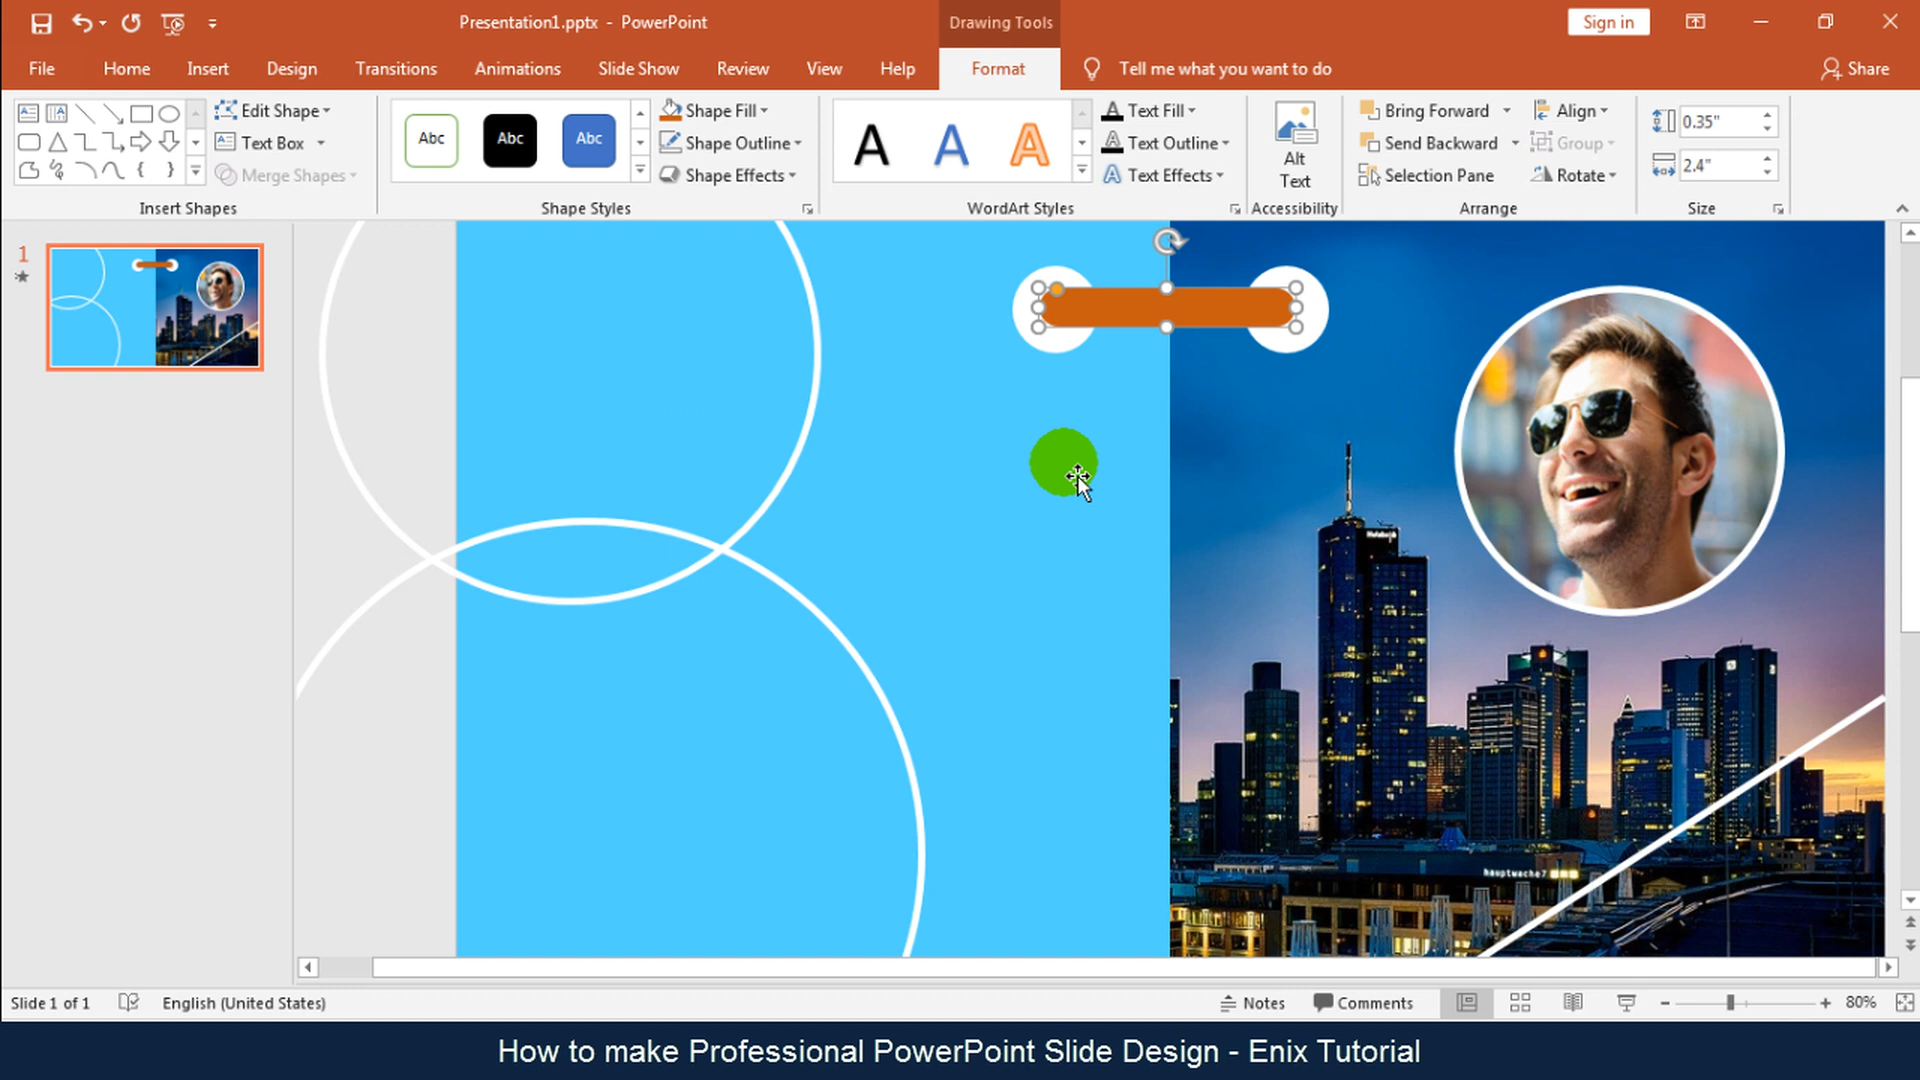 Presentation1.pptx - PowerPoint
Drawing Tools
Sign in
File
Home
Insert
Design
Transitions
Animations
Slide Show
Review
View
Help
Format
Tell me what you want to do
Share
Edit Shape
Text Box
Merge Shapes
Insert Shapes
Abc
Abc
Abc
Shape Fill
Shape Outline
Shape Effects
Shape Styles
A
A
A
Text Fill
Text Outline
Text Effects
WordArt Styles
Alt
Text
Accessibility
Bring Forward
Send Backward
Selection Pane
Align
Group
Rotate
Arrange
0.35"
2.4"
Size
1
hauptwache7
Slide 1 of 1
English (United States)
Notes
Comments
80%
How to make Professional PowerPoint Slide Design - Enix Tutorial